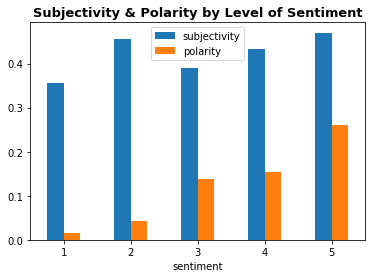 Subjectivity & Polarity by Level of Sentiment
subjectivity
polarity
0.4
0.3
0.2
0.1
0.0
1 2 3 4 5
sentiment